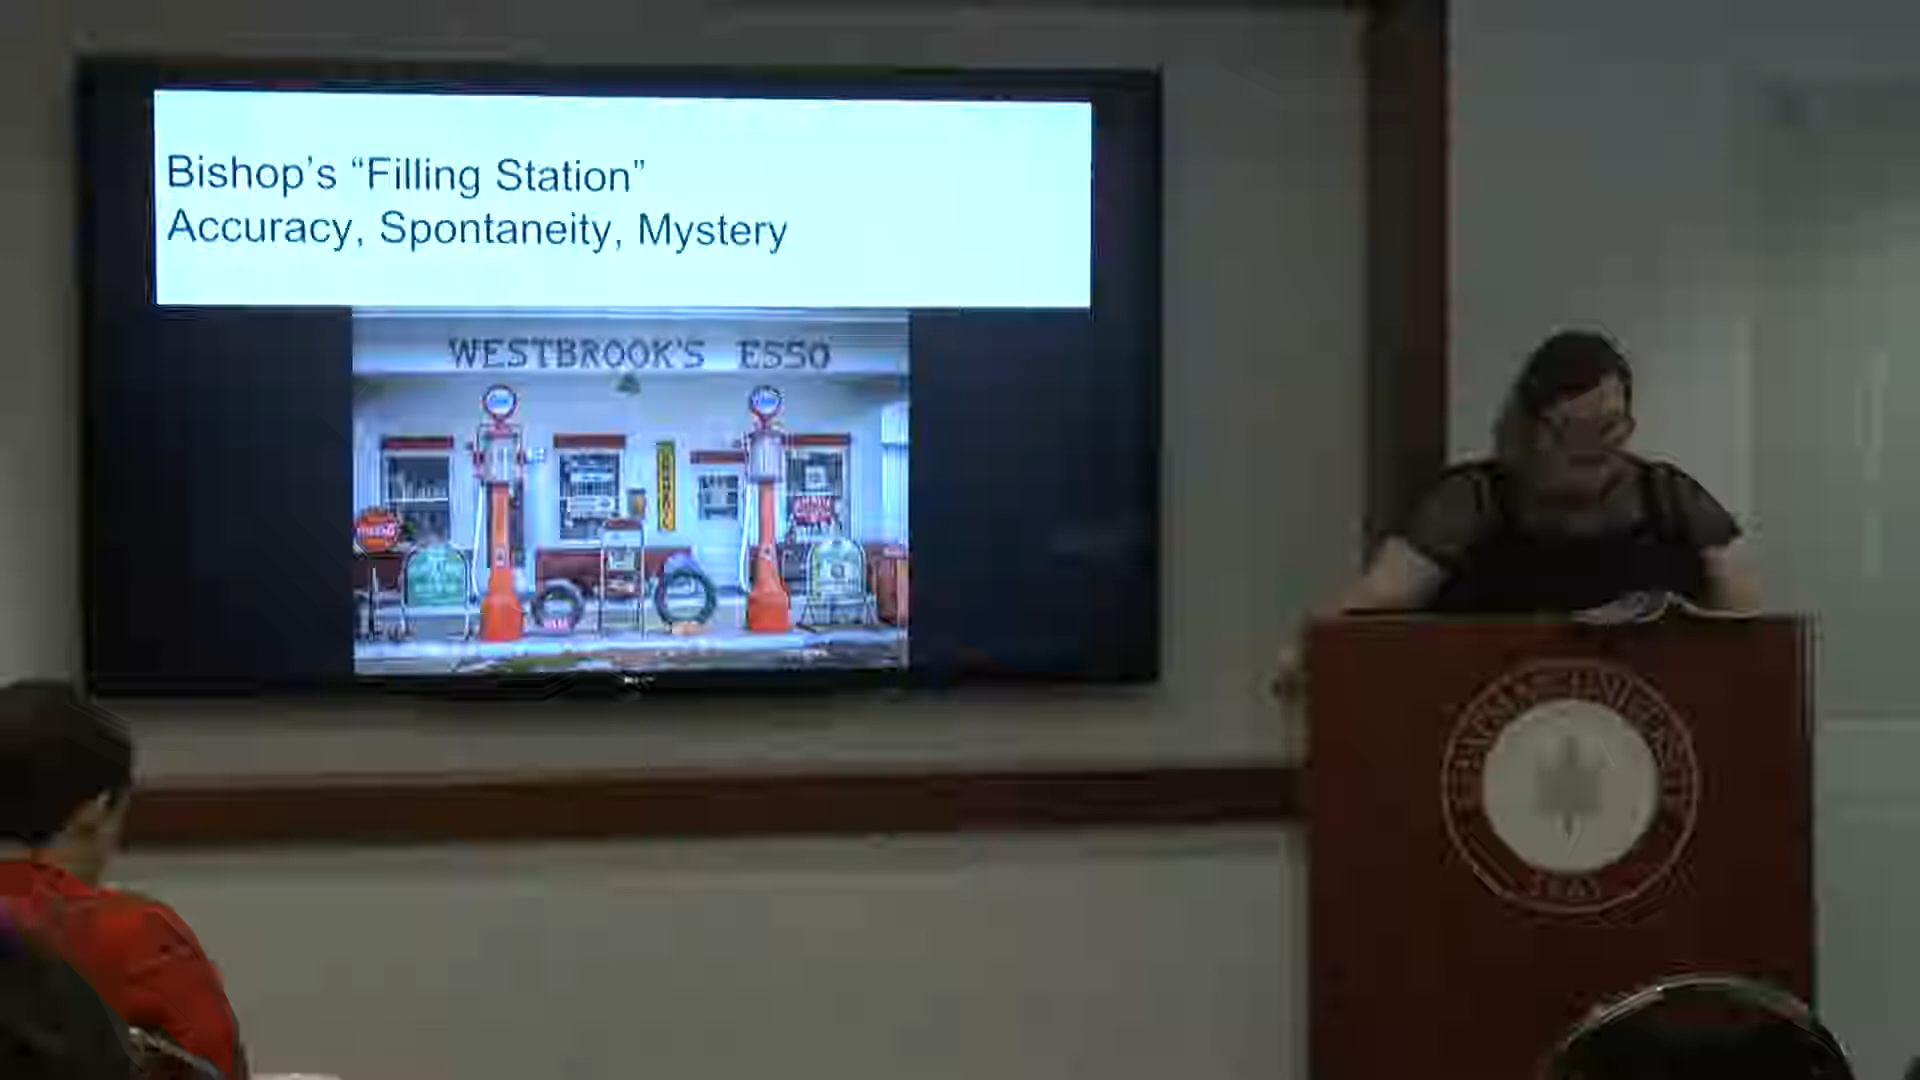 Bishop's “Filling Station”
Accuracy, Spontaneity, Mystery
WESTBROOK'S ESSO